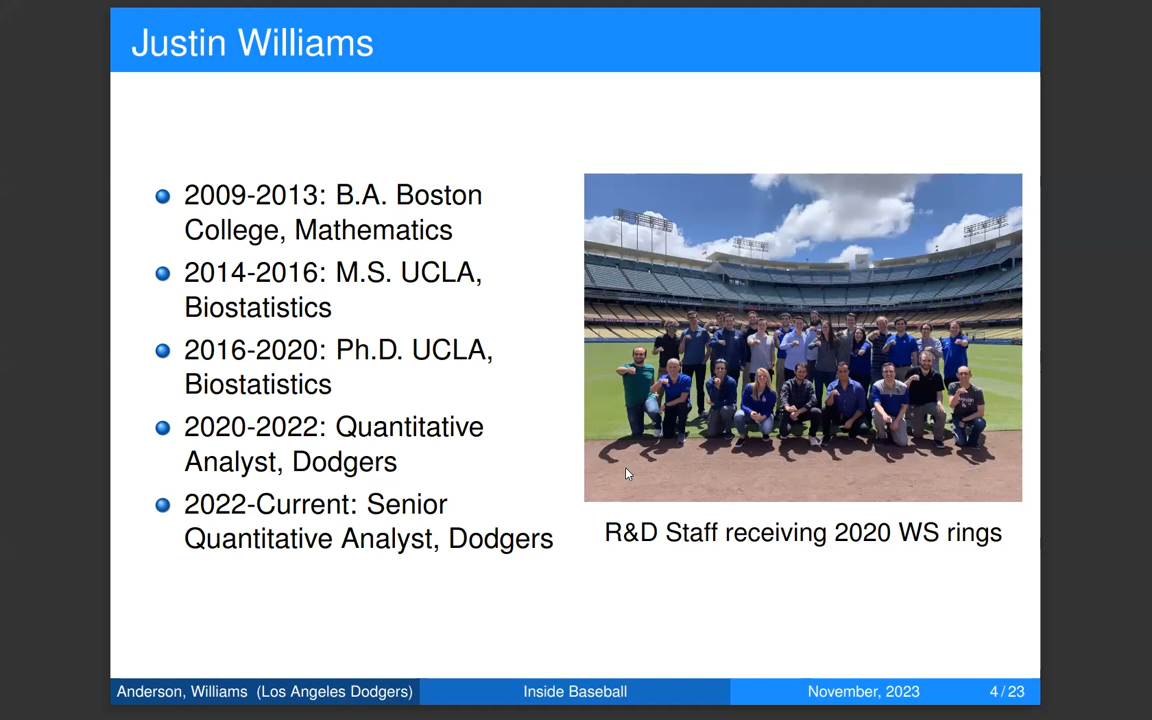 Justin Williams
2009-2013: B.A. Boston
College, Mathematics
2014-2016: M.S. UCLA,
Biostatistics
2016-2020: Ph.D. UCLA,
Biostatistics
2020-2022: Quantitative
Analyst, Dodgers
2022-Current: Senior
Quantitative Analyst, Dodgers
R&D Staff receiving 2020 WS rings
Anderson, Williams (Los Angeles Dodgers)
Inside Baseball
November, 2023
4 / 23